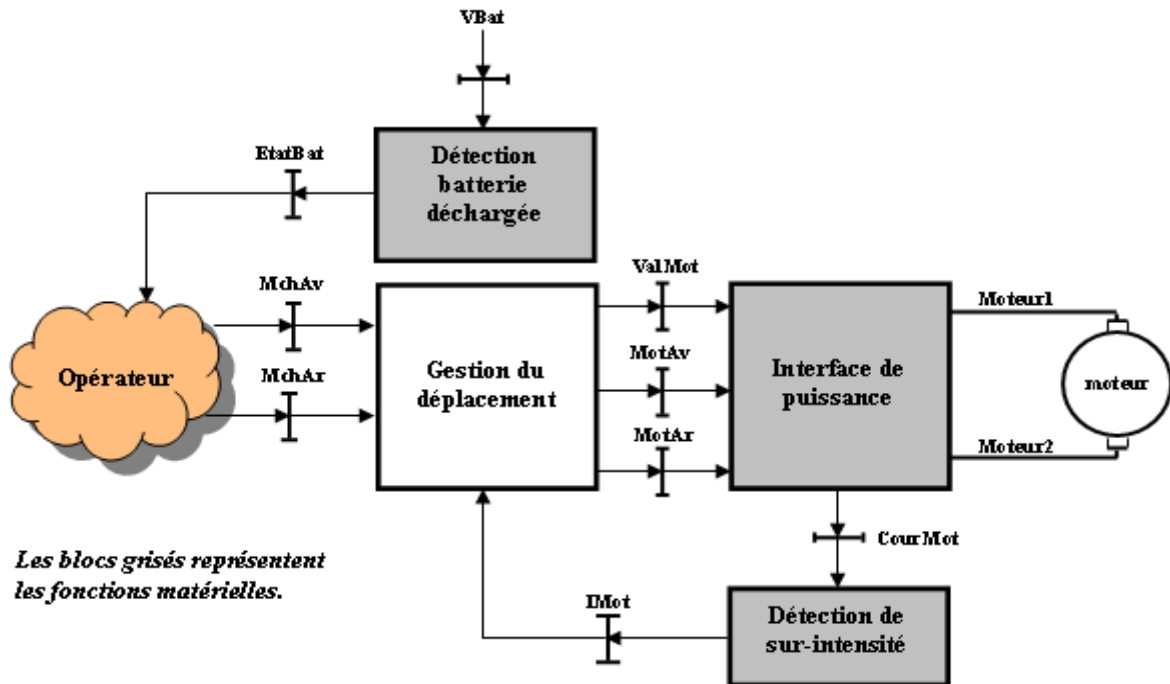 VBat
EtatBat
Détection
batterie
déchargée
MchAv
ValMot
Moteur1
Opérateur
Gestion du
déplacement
MotAv
Interface de
puissance
moteur
MchAr
MotAr
Moteur2
CourMot
Les blocs grisés représentent
les fonctions matérielles.
IMot
Détection de
sur-intensité